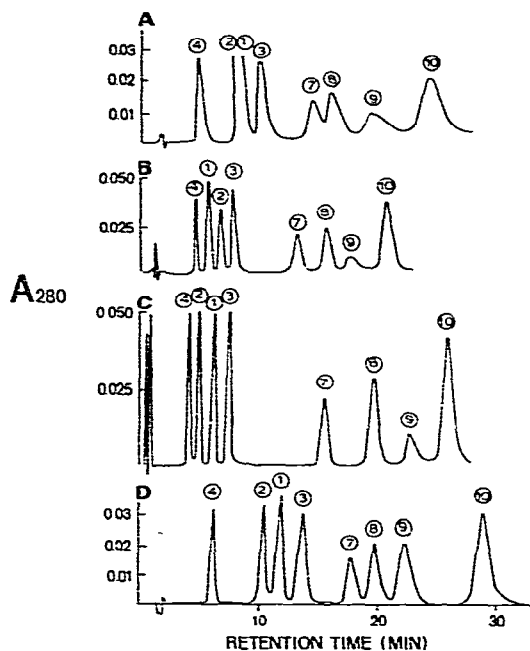 A
0.03
0.02
0.01
④ ② ① ③ ⑦ ⑧ ⑨ ⑩
B
0.050
0.025
④ ① ② ③ ⑦ ⑨ ⑩
A280
C
0.050
0.025
② ① ③ ⑦ ⑧ ⑨ ⑩
D
0.03
0.02
0.01
④ ② ① ③ ⑦ ⑧ ⑨ ⑩
10 20 30
RETENTION TIME (MIN)